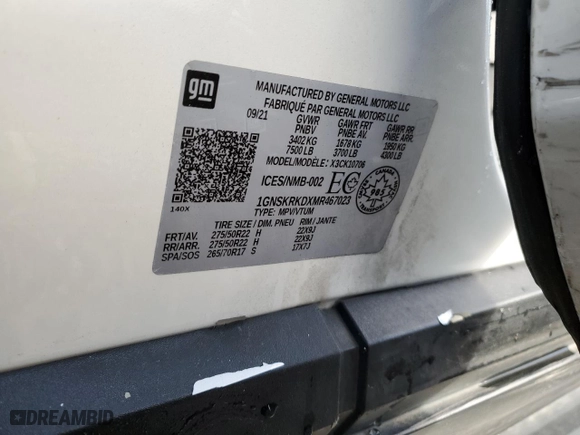 gm
MANUFACTURED BY GENERAL MOTORS LLC
FABRIQUÉ PAR GENERAL MOTORS LLC
09/21 GVWR GAWR FRT GAWR RR
PNBV PNBE AV. PNBE ARR.
3402 KG 1678 KG 1950 KG
7500 LB 3700 LB 4300 LB
MODEL/MODÈLE: X3CK10706
ICES/NMB-002 EC CANADA 903
140X 1GNSKRKDXMR467023
TYPE: MPV/VTUM
TIRE SIZE / DIM. PNEU RIM / JANTE
FRT/AV. 275/50R22 H 22X9J
RR/ARR. 275/50R22 H 22X9J
SPA/SOS 265/70R17 S 17X7J
DREAMBID